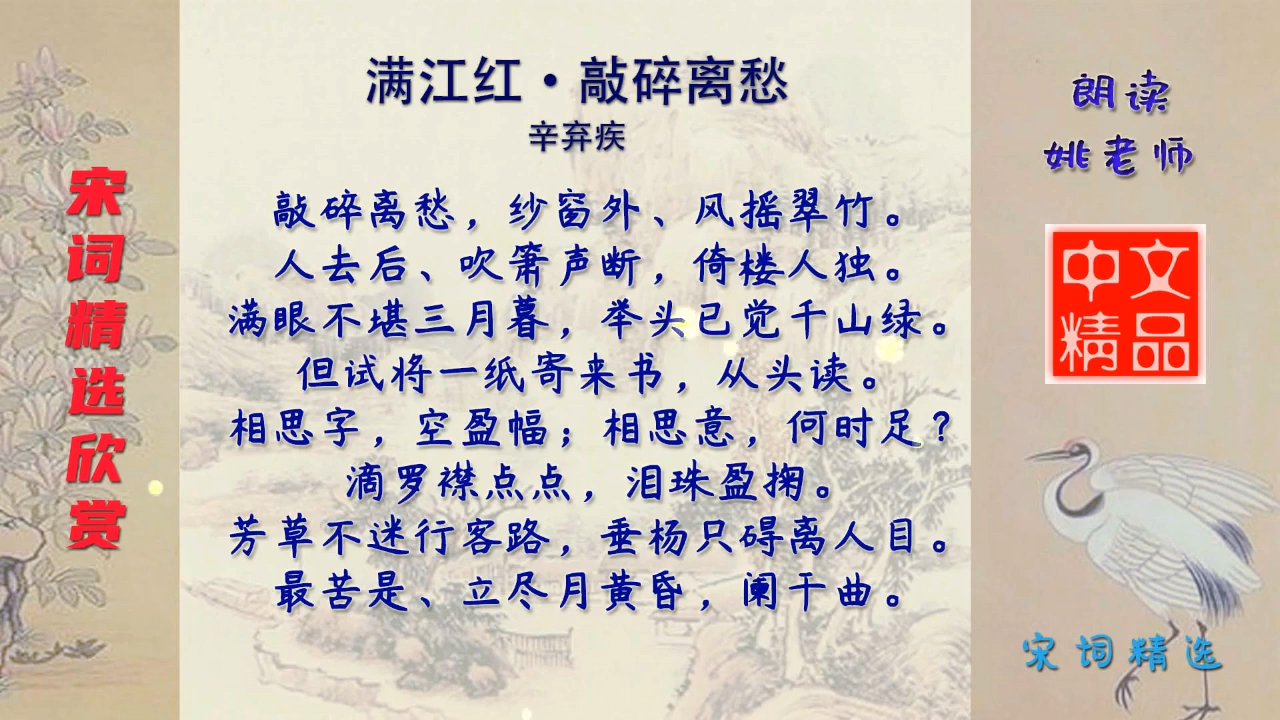 满江红·敲碎离愁
辛弃疾
敲碎离愁，纱窗外、风摇翠竹。
人去后、吹箫声断，倚楼人独。
满眼不堪三月暮，举头已觉千山绿。
但试将一纸寄来书，从头读。
相思字，空盈幅；相思意，何时足？
滴罗襟点点，泪珠盈掬。
芳草不迷行客路，垂杨只碍离人目。
最苦是、立尽月黄昏，阑干曲。
宋词精选欣赏
朗读
姚老师
中文
精品
宋词精选